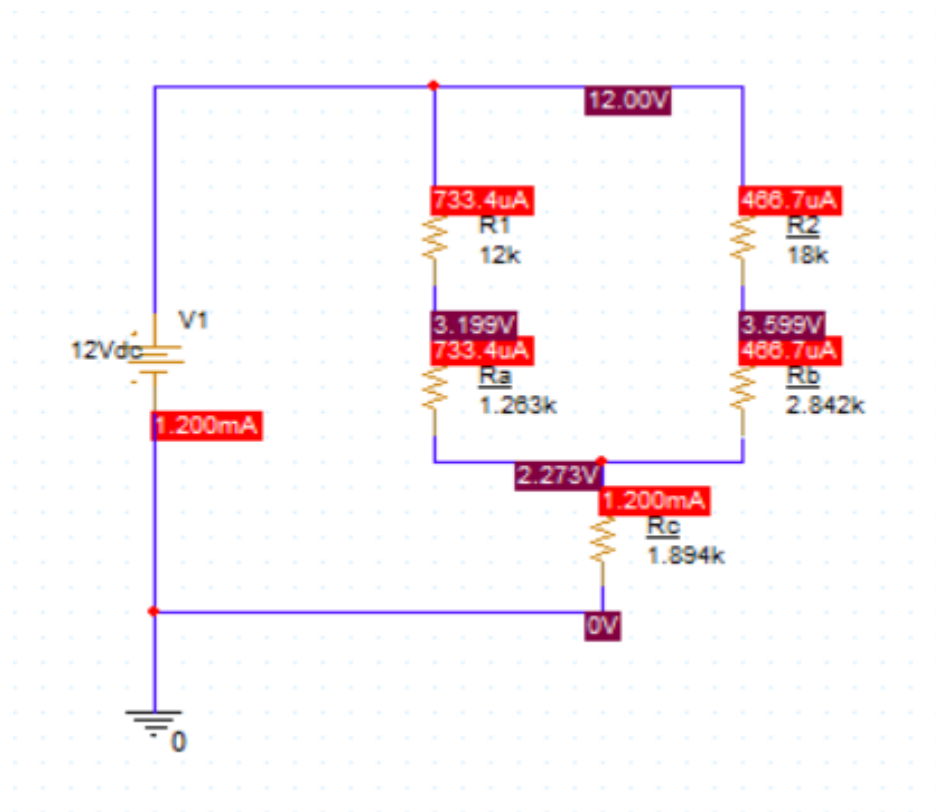 12.00V
733.4uA
466.7uA
R1
R2
12k
18k
V1
3.199V
3.599V
12Vdc
733.4uA
466.7uA
Ra
Rb
1.263k
2.842k
1.200mA
2.273V
1.200mA
Rc
1.894k
0V
0